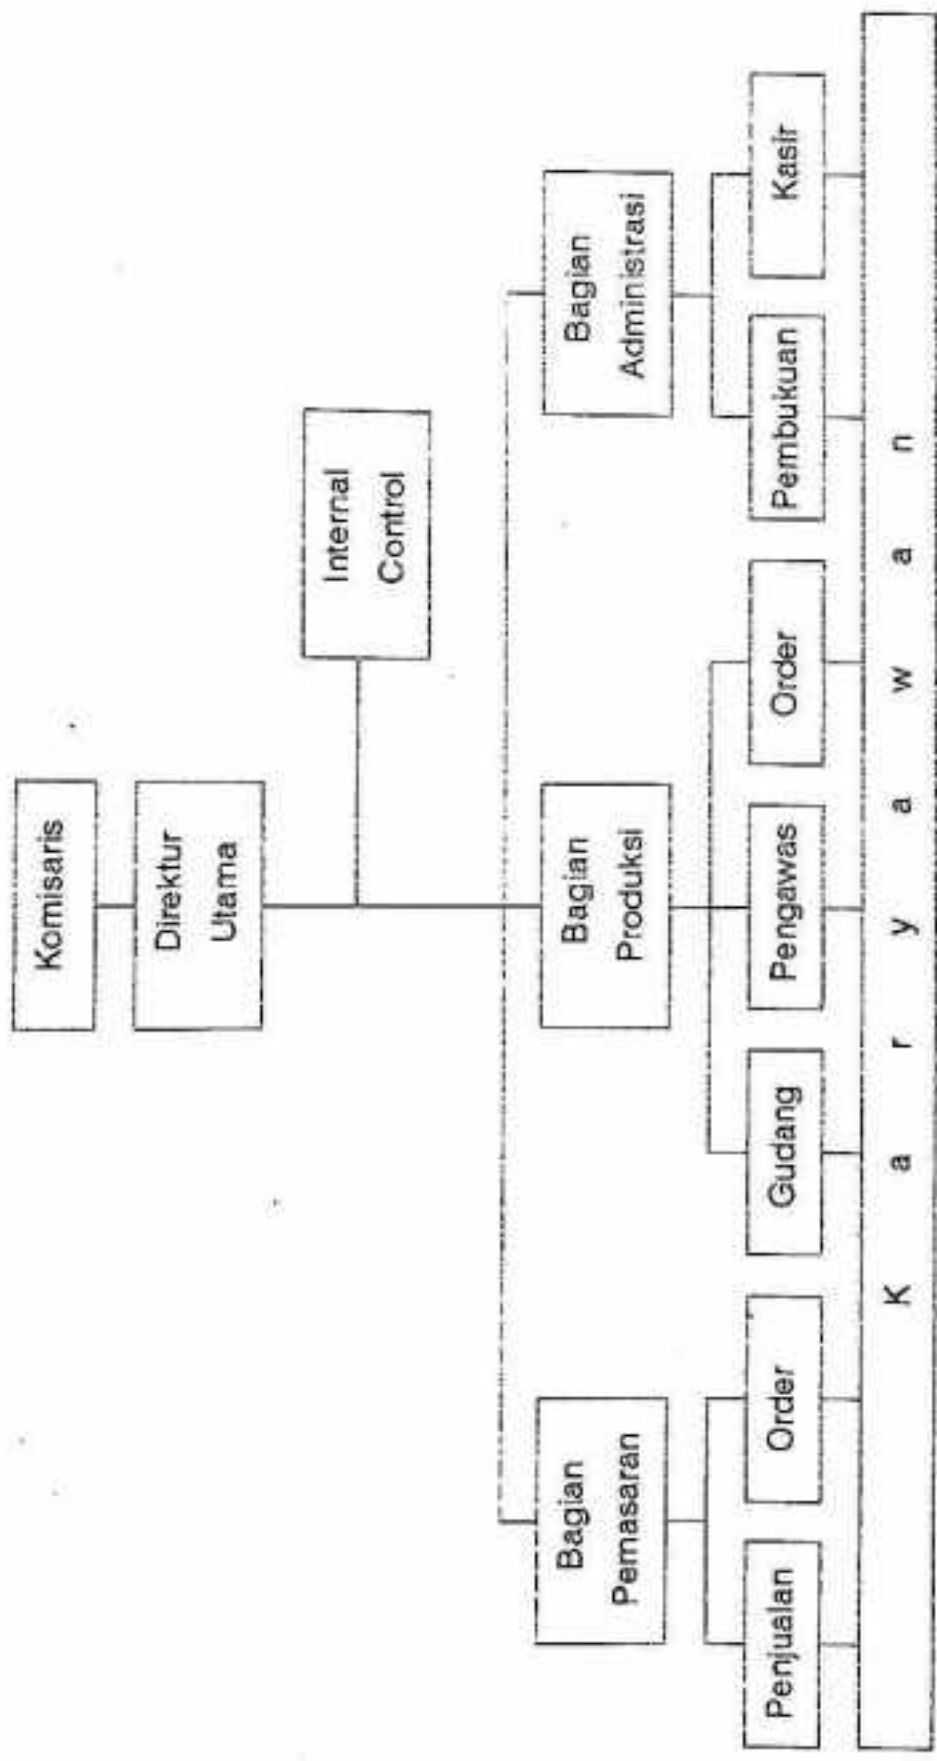 Komisaris
Direktur
Utama
Internal
Control
Bagian
Pemasaran
Bagian
Produksi
Bagian
Administrasi
Penjualan
Order
Gudang
Pengawas
Order
Pembukuan
Kasir
K a r y a w a n